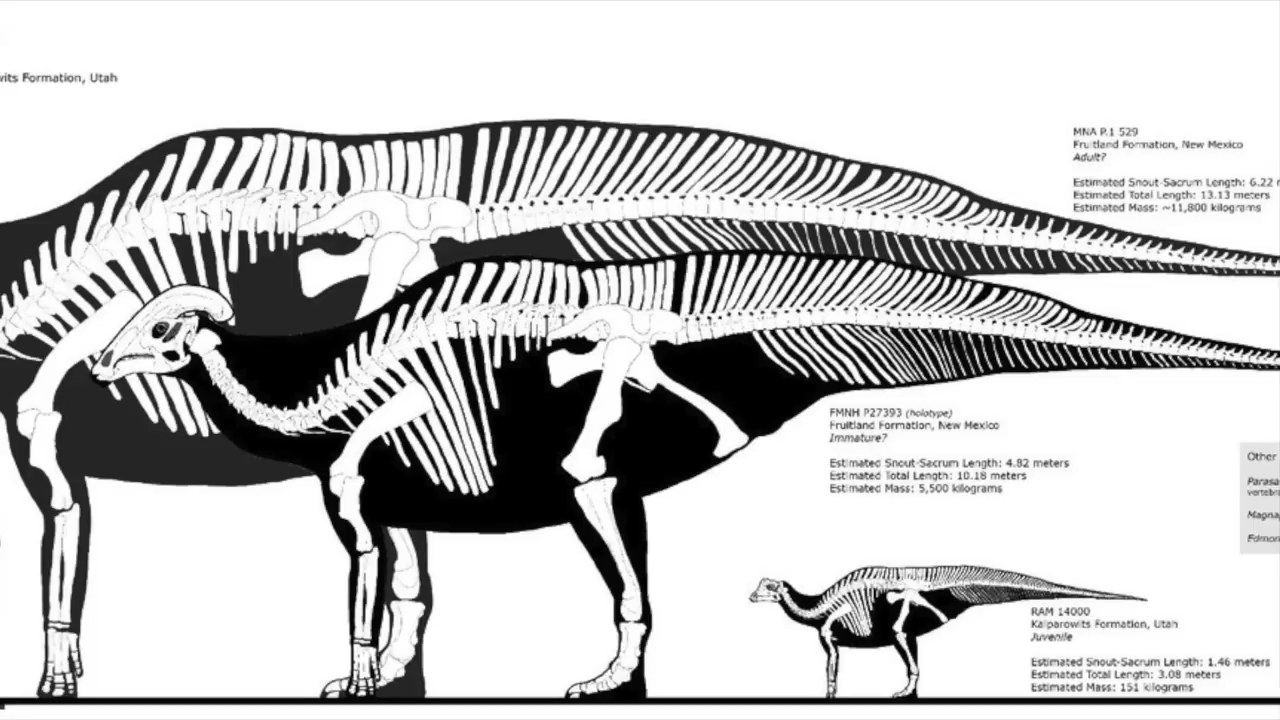 wits Formation, Utah
MNA P.1 529
Fruitland Formation, New Mexico
Adult?
Estimated Snout-Sacrum Length: 6.22
Estimated Total Length: 13.13 meters
Estimated Mass: ~11,800 kilograms
FMNH P27393 (holotype)
Fruitland Formation, New Mexico
Immature?
Estimated Snout-Sacrum Length: 4.82 meters
Estimated Total Length: 10.18 meters
Estimated Mass: 5,500 kilograms
Other
Parasa
vertebra
Magna
Edmon
RAM 14000
Kaiparowits Formation, Utah
Juvenile
Estimated Snout-Sacrum Length: 1.46 meters
Estimated Total Length: 3.08 meters
Estimated Mass: 151 kilograms